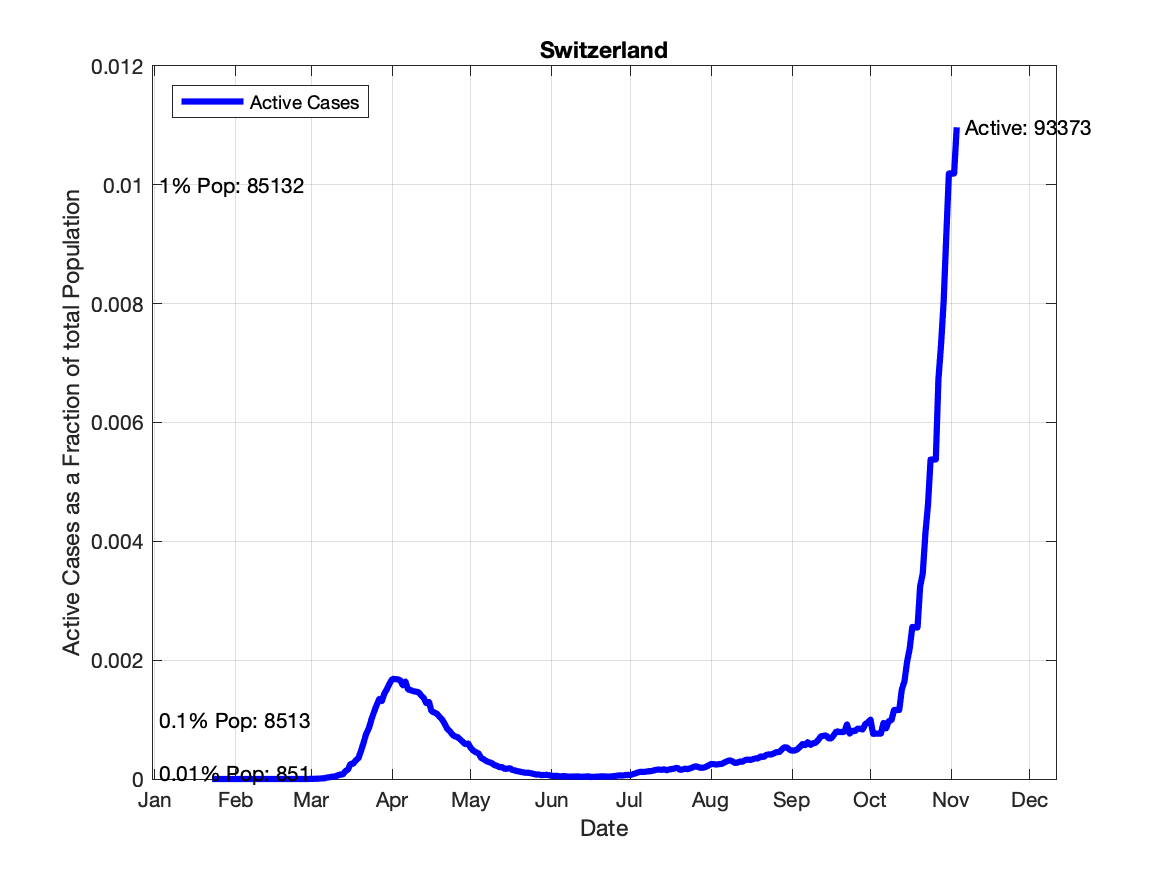 Switzerland
0.012
Active Cases
Active: 93373
0.01
1% Pop: 85132
0.008
0.006
0.004
0.002
0.1% Pop: 8513
0.01% Pop: 851
0
Jan Feb Mar Apr May Jun Jul Aug Sep Oct Nov Dec
Date
Active Cases as a Fraction of total Population